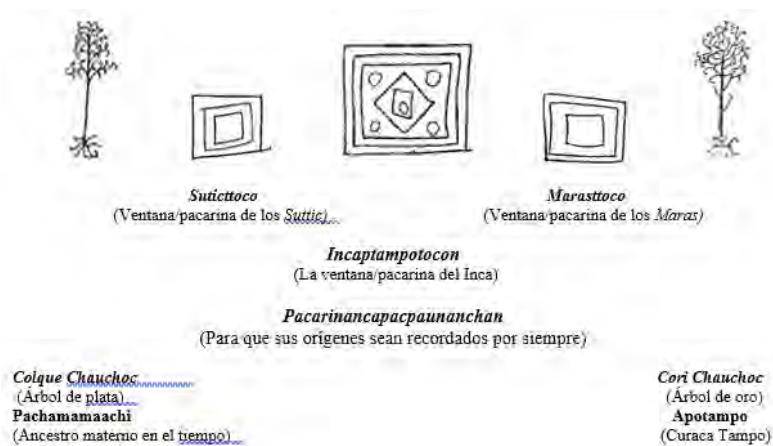 Suticttoco
(Ventana/pacarina de los Suttic)
Marasttoco
(Ventana/pacarina de los Maras)
Incaptampotocon
(La ventana/pacarina del Inca)
Pacarinancapacpaunanchan
(Para que sus orígenes sean recordados por siempre)
Colque Chauchoc
(Árbol de plata)
Pachamamaachi
(Ancestro materno en el tiempo)
Cori Chauchoc
(Árbol de oro)
Apotampo
(Curaca Tampo)